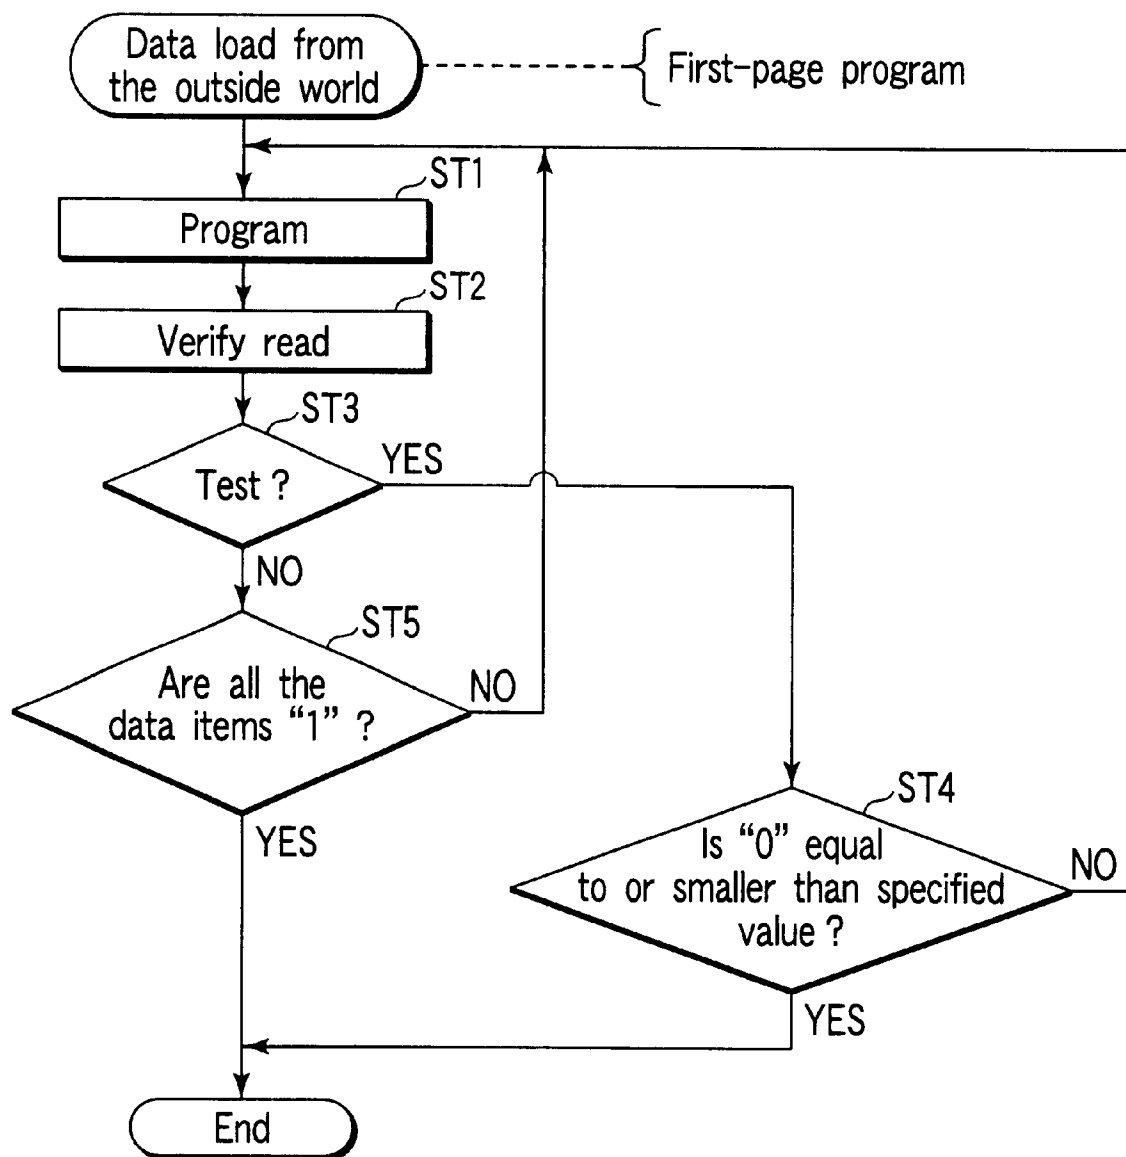 Data load from
the outside world
First-page program
ST1
Program
ST2
Verify read
ST3
Test ?
YES
NO
ST5
Are all the
data items “1” ?
NO
YES
ST4
Is “0” equal
to or smaller than specified
value ?
NO
YES
End